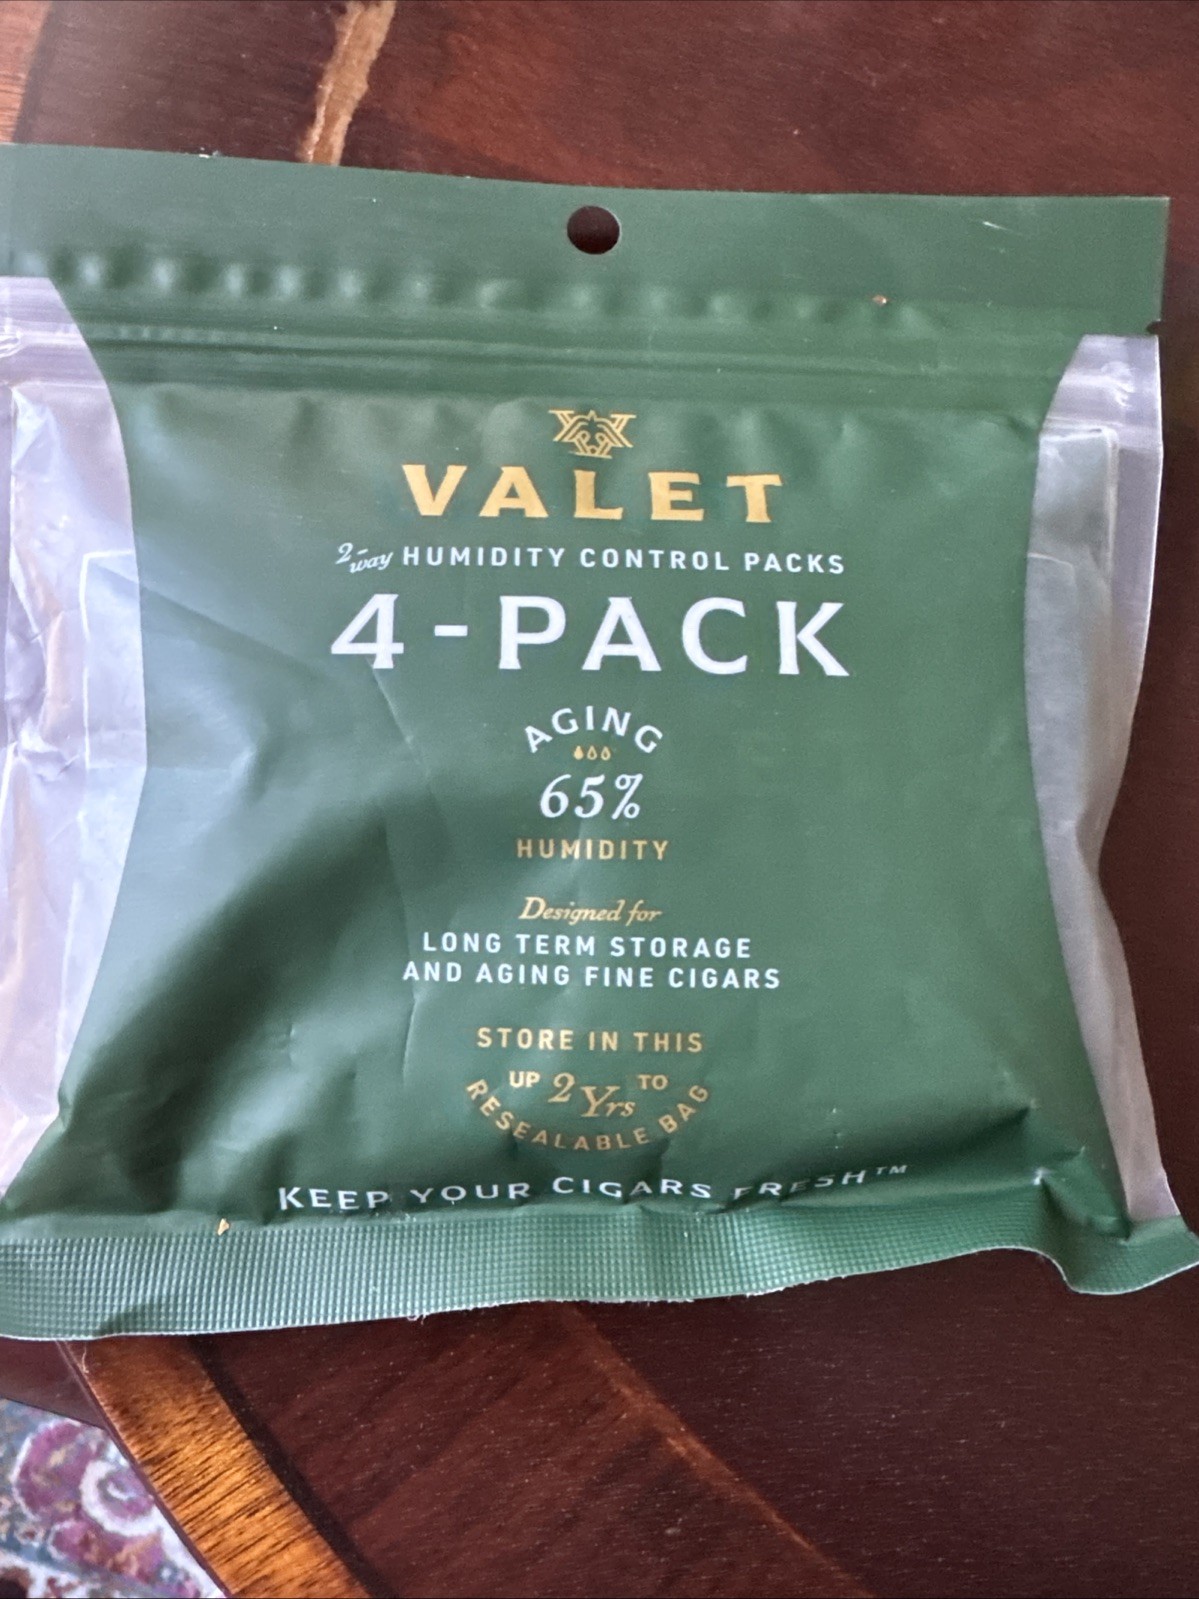 VALET
2-way HUMIDITY CONTROL PACKS
4-PACK
AGING
65%
HUMIDITY
Designed for
LONG TERM STORAGE
AND AGING FINE CIGARS
STORE IN THIS
UP 2 Yrs TO
RESEALABLE BAG
KEEP YOUR CIGARS FRESH™